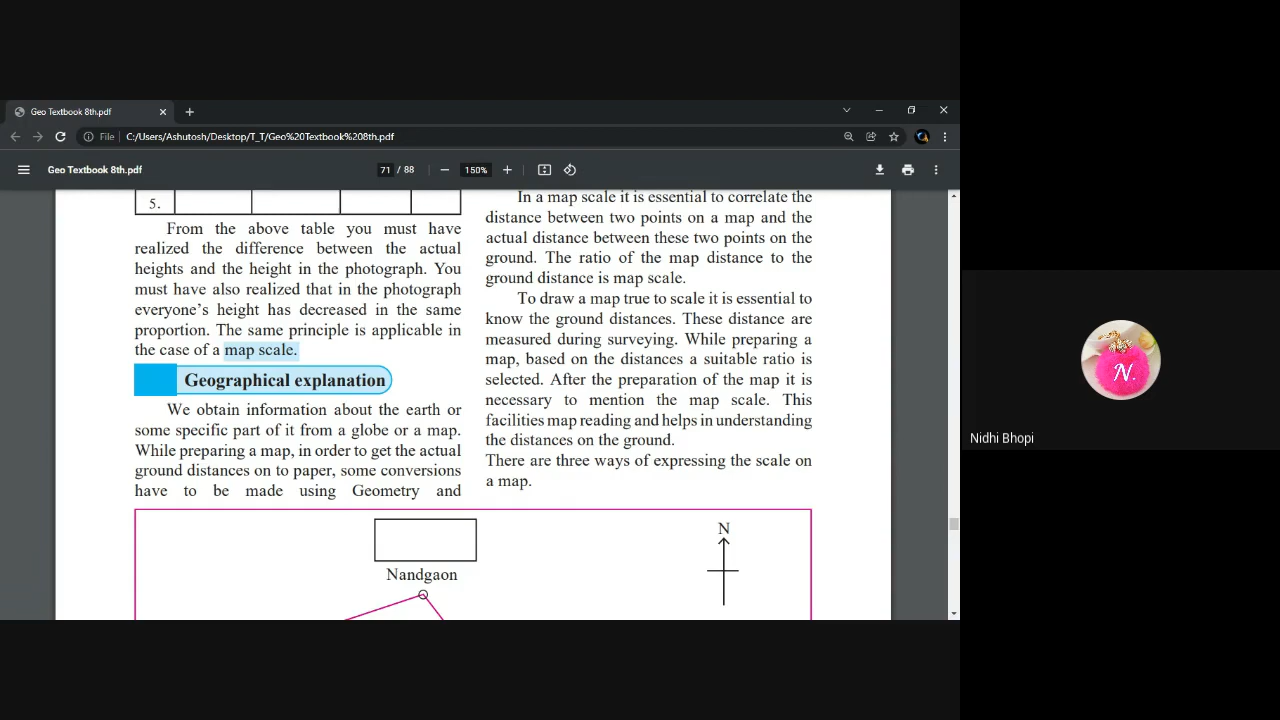 Geo Textbook 8th.pdf
File C:/Users/Ashutosh/Desktop/T_T/Geo%20Textbook%208th.pdf
Geo Textbook 8th.pdf
71 / 88
150%
5.
From the above table you must have
realized the difference between the actual
heights and the height in the photograph. You
must have also realized that in the photograph
everyone's height has decreased in the same
proportion. The same principle is applicable in
the case of a map scale.
Geographical explanation
We obtain information about the earth or
some specific part of it from a globe or a map.
While preparing a map, in order to get the actual
ground distances on to paper, some conversions
have to be made using Geometry and
In a map scale it is essential to correlate the
distance between two points on a map and the
actual distance between these two points on the
ground. The ratio of the map distance to the
ground distance is map scale.
To draw a map true to scale it is essential to
know the ground distances. These distance are
measured during surveying. While preparing a
map, based on the distances a suitable ratio is
selected. After the preparation of the map it is
necessary to mention the map scale. This
facilities map reading and helps in understanding
the distances on the ground.
There are three ways of expressing the scale on
a map.
Nandgaon
N
N.
Nidhi Bhopi